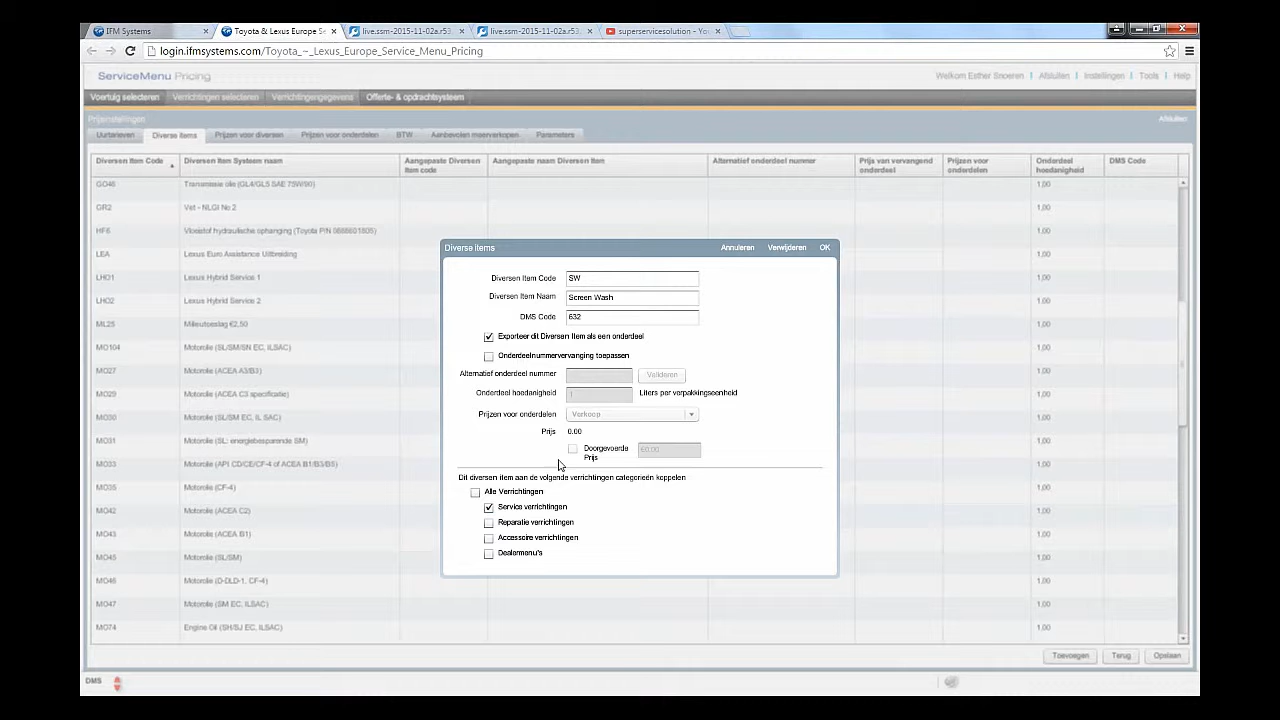 IFM Systems × Toyota & Lexus Europe Se × live.ssm-2015-11-02a.r53 × live.ssm-2015-11-02a.r53 × superservicesolution - You ×
login.ifmsystems.com/Toyota_~_Lexus_Europe_Service_Menu_Pricing
ServiceMenu Pricing Welkom Esther Snoeren | Afsluiten | Instellingen | Tools | Help
Voertuig selecteren Verrichtingen selecteren Verrichtingengegevens Offerte- & opdrachtsysteem
Prijsinstellingen Afsluiten
Uurtarieven Diverse items Prijzen voor diversen Prijzen voor onderdelen BTW Aanbevolen meerverkopen Parameters
Diversen Item Code Diversen Item Systeem naam Aangepaste Diversen Aangepaste naam Diversen Item Alternatief onderdeel nummer Prijs van vervangend Prijzen voor Onderdeel DMS Code
Item code onderdeel onderdelen hoedanigheid
GO46 Transmissie olie (GL4/GL5 SAE 75W/90) 1,00
GR2 Vet - NLGI No 2 1,00
HF6 Vloeistof hydraulische ophanging (Toyota P/N 0888601805) 1,00
LEA Lexus Euro Assistance Uitbreiding 1,00
LHO1 Lexus Hybrid Service 1 1,00
LHO2 Lexus Hybrid Service 2 1,00
ML25 Milieutoeslag €2,50 1,00
MO104 Motorolie (SL/SM/SN EC, ILSAC) 1,00
MO27 Motorolie (ACEA A3/B3) 1,00
MO29 Motorolie (ACEA C3 specificatie) 1,00
MO30 Motorolie (SL/SM EC, IL SAC) 1,00
MO31 Motorolie (SL: energiebesparende SM) 1,00
MO33 Motorolie (API CD/CE/CF-4 of ACEA B1/B3/B5) 1,00
MO35 Motorolie (CF-4) 1,00
MO42 Motorolie (ACEA C2) 1,00
MO43 Motorolie (ACEA B1) 1,00
MO45 Motorolie (SL/SM) 1,00
MO46 Motorolie (D-DLD-1, CF-4) 1,00
MO47 Motorolie (SM EC, ILSAC) 1,00
MO74 Engine Oil (SH/SJ EC, ILSAC) 1,00
Toevoegen Terug Opslaan
DMS
Diverse Items Annuleren Verwijderen OK
Diversen Item Code SW
Diversen Item Naam Screen Wash
DMS Code 632
Exporteer dit Diversen Item als een onderdeel
Onderdeelnummervervanging toepassen
Alternatief onderdeel nummer Valideren
Onderdeel hoedanigheid 1 Liters per verpakkingseenheid
Prijzen voor onderdelen Verkoop
Prijs 0.00
Doorgevoerde €0.00
Prijs
Dit diversen item aan de volgende verrichtingen categorieën koppelen
Alle Verrichtingen
Service verrichtingen
Reparatie verrichtingen
Accessoire verrichtingen
Dealermenu's